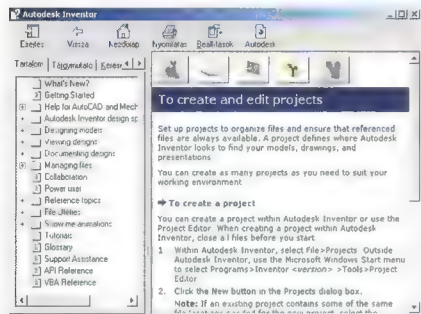 Autodesk Inventor
Vissza
Kezdőlap
Nyomtatás
Beállítások
Autodesk
Tartalom
Tárgymutató
What's New?
Getting Started
Help for AutoCAD and Mech
Autodesk Inventor design sp
Designing models
Viewing designs
Documenting designs
Managing files
Collaboration
Power user
Reference topics
File Utilities
Show me animations
Tutorials
Glossary
Support Assistance
API Reference
VBA Reference
To create and edit projects
Set up projects to organize files and ensure that referenced
files are always available. A project defines where Autodesk
Inventor looks to find your models, drawings, and
presentations
You can create as many projects as you need to suit your
working environment
To create a project
You can create a project within Autodesk Inventor or use the
Project Editor When creating a project within Autodesk
Inventor, close all files before you start
1 Within Autodesk Inventor, select File>Projects Outside
Autodesk Inventor, use the Microsoft Windows Start menu
to select Programs>Inventor <version> >Tools>Project
Editor
2. Click the New button in the Projects dialog box.
Note: If an existing project contains some of the same